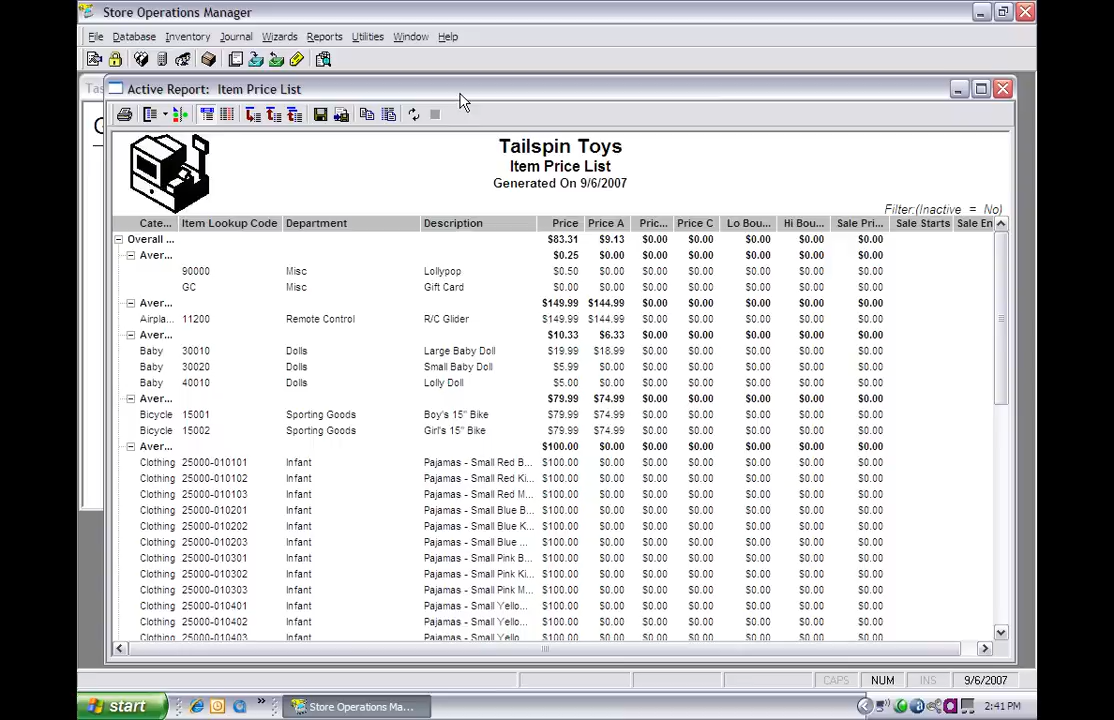 Store Operations Manager
File Database Inventory Journal Wizards Reports Utilities Window Help
Active Report: Item Price List
Tailspin Toys
Item Price List
Generated On 9/6/2007
Filter:(Inactive = No)
Cate... Item Lookup Code Department Description Price Price A Pric... Price C Lo Bou... Hi Bou... Sale Pri... Sale Starts Sale En
Overall ... $83.31 $9.13 $0.00 $0.00 $0.00 $0.00 $0.00
Aver... $0.25 $0.00 $0.00 $0.00 $0.00 $0.00 $0.00
90000 Misc Lollypop $0.50 $0.00 $0.00 $0.00 $0.00 $0.00 $0.00
GC Misc Gift Card $0.00 $0.00 $0.00 $0.00 $0.00 $0.00 $0.00
Aver... $149.99 $144.99 $0.00 $0.00 $0.00 $0.00 $0.00
Airpla... 11200 Remote Control R/C Glider $149.99 $144.99 $0.00 $0.00 $0.00 $0.00 $0.00
Aver... $10.33 $6.33 $0.00 $0.00 $0.00 $0.00 $0.00
Baby 30010 Dolls Large Baby Doll $19.99 $18.99 $0.00 $0.00 $0.00 $0.00 $0.00
Baby 30020 Dolls Small Baby Doll $5.99 $0.00 $0.00 $0.00 $0.00 $0.00 $0.00
Baby 40010 Dolls Lolly Doll $5.00 $0.00 $0.00 $0.00 $0.00 $0.00 $0.00
Aver... $79.99 $74.99 $0.00 $0.00 $0.00 $0.00 $0.00
Bicycle 15001 Sporting Goods Boy's 15" Bike $79.99 $74.99 $0.00 $0.00 $0.00 $0.00 $0.00
Bicycle 15002 Sporting Goods Girl's 15" Bike $79.99 $74.99 $0.00 $0.00 $0.00 $0.00 $0.00
Aver... $100.00 $0.00 $0.00 $0.00 $0.00 $0.00 $0.00
Clothing 25000-010101 Infant Pajamas - Small Red B... $100.00 $0.00 $0.00 $0.00 $0.00 $0.00 $0.00
Clothing 25000-010102 Infant Pajamas - Small Red Ki... $100.00 $0.00 $0.00 $0.00 $0.00 $0.00 $0.00
Clothing 25000-010103 Infant Pajamas - Small Red M... $100.00 $0.00 $0.00 $0.00 $0.00 $0.00 $0.00
Clothing 25000-010201 Infant Pajamas - Small Blue B... $100.00 $0.00 $0.00 $0.00 $0.00 $0.00 $0.00
Clothing 25000-010202 Infant Pajamas - Small Blue K... $100.00 $0.00 $0.00 $0.00 $0.00 $0.00 $0.00
Clothing 25000-010203 Infant Pajamas - Small Blue ... $100.00 $0.00 $0.00 $0.00 $0.00 $0.00 $0.00
Clothing 25000-010301 Infant Pajamas - Small Pink B... $100.00 $0.00 $0.00 $0.00 $0.00 $0.00 $0.00
Clothing 25000-010302 Infant Pajamas - Small Pink Ki... $100.00 $0.00 $0.00 $0.00 $0.00 $0.00 $0.00
Clothing 25000-010303 Infant Pajamas - Small Pink M... $100.00 $0.00 $0.00 $0.00 $0.00 $0.00 $0.00
Clothing 25000-010401 Infant Pajamas - Small Yello... $100.00 $0.00 $0.00 $0.00 $0.00 $0.00 $0.00
Clothing 25000-010402 Infant Pajamas - Small Yello... $100.00 $0.00 $0.00 $0.00 $0.00 $0.00 $0.00
Clothing 25000-010403 Infant Pajamas - Small Yello $100.00 $0.00 $0.00 $0.00 $0.00 $0.00 $0.00
CAPS NUM INS 9/6/2007
start Store Operations Ma... 2:41 PM